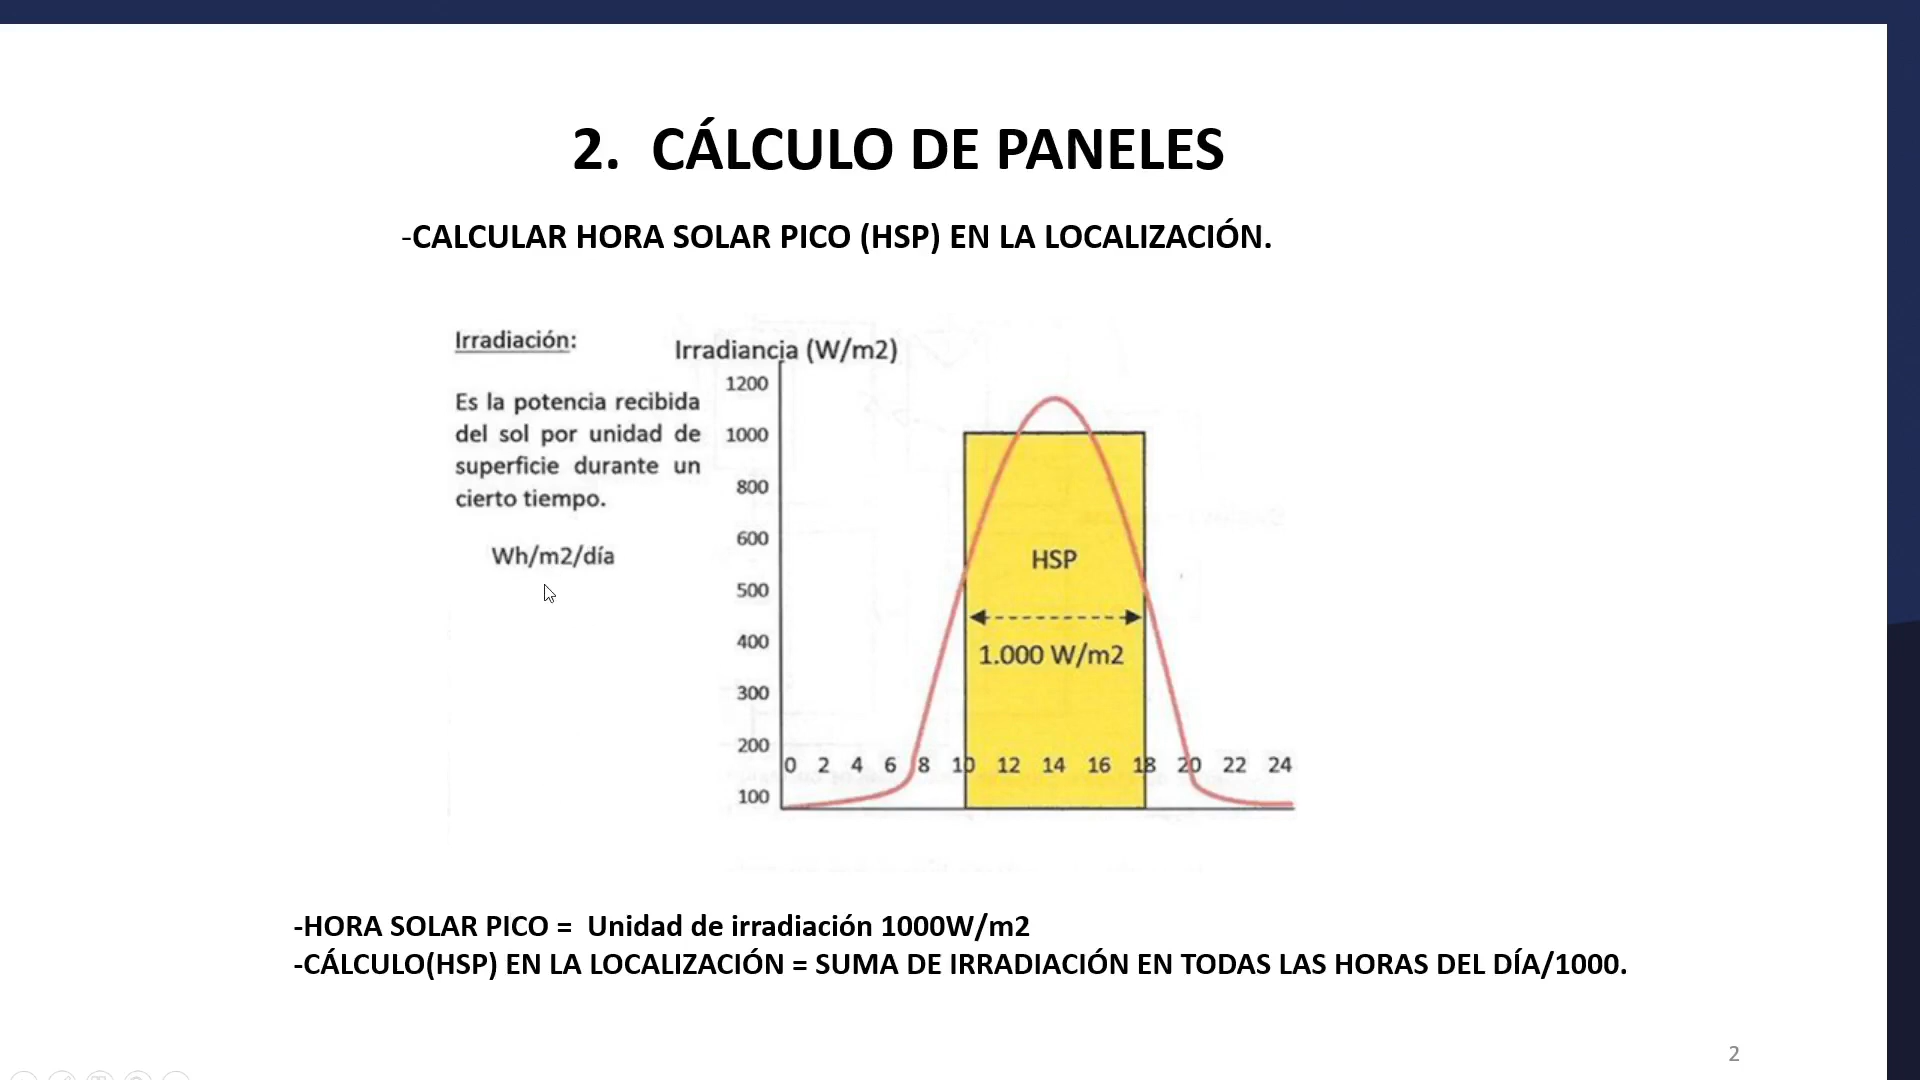 2. CÁLCULO DE PANELES
-CALCULAR HORA SOLAR PICO (HSP) EN LA LOCALIZACIÓN.
Irradiación:
Es la potencia recibida
del sol por unidad de
superficie durante un
cierto tiempo.
Wh/m2/día
Irradiancia (W/m2)
1200
1000
800
600
500
400
300
200
100
HSP
1.000 W/m2
0 2 4 6 8 10 12 14 16 18 20 22 24
-HORA SOLAR PICO = Unidad de irradiación 1000W/m2
-CÁLCULO(HSP) EN LA LOCALIZACIÓN = SUMA DE IRRADIACIÓN EN TODAS LAS HORAS DEL DÍA/1000.
2